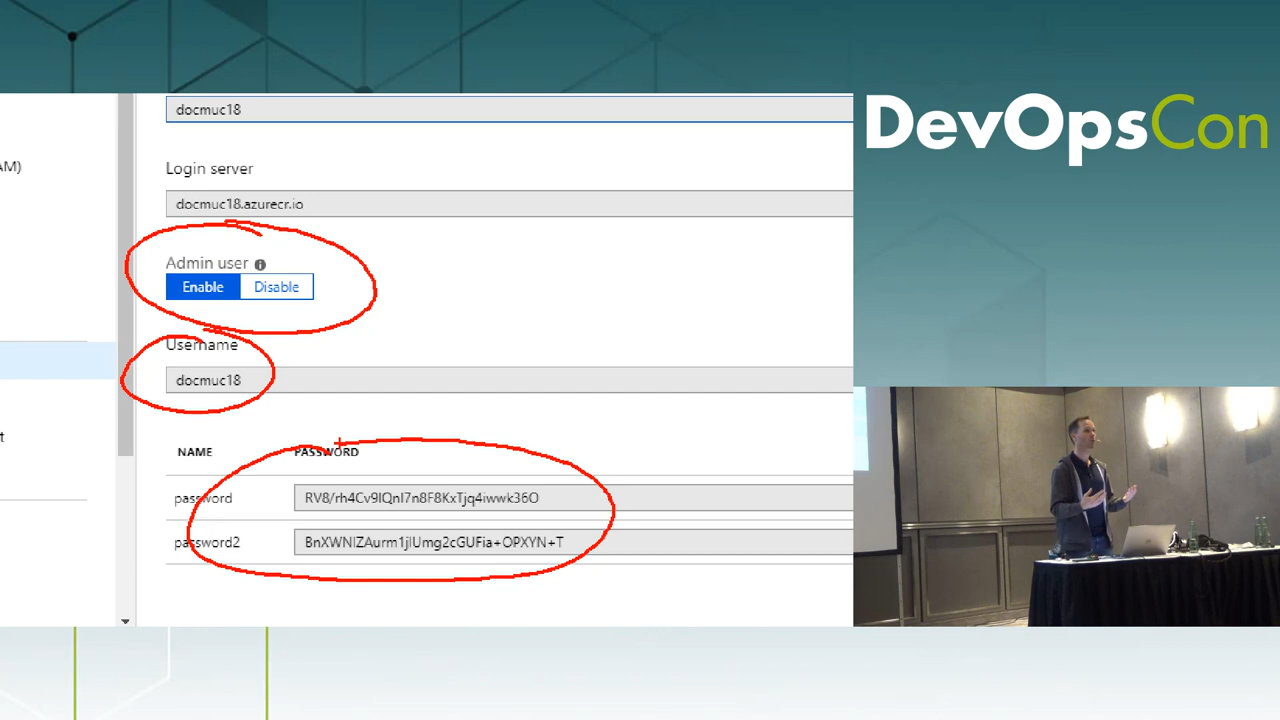 DevOpsCon
docmuc18
AM)
Login server
docmuc18.azurecr.io
Admin user
Enable Disable
Username
docmuc18
t
NAME PASSWORD
password RV8/rh4Cv9IQnI7n8F8KxTjq4iwwk36O
password2 BnXWNIZAurm1jIUmg2cGUFia+OPXYN+T